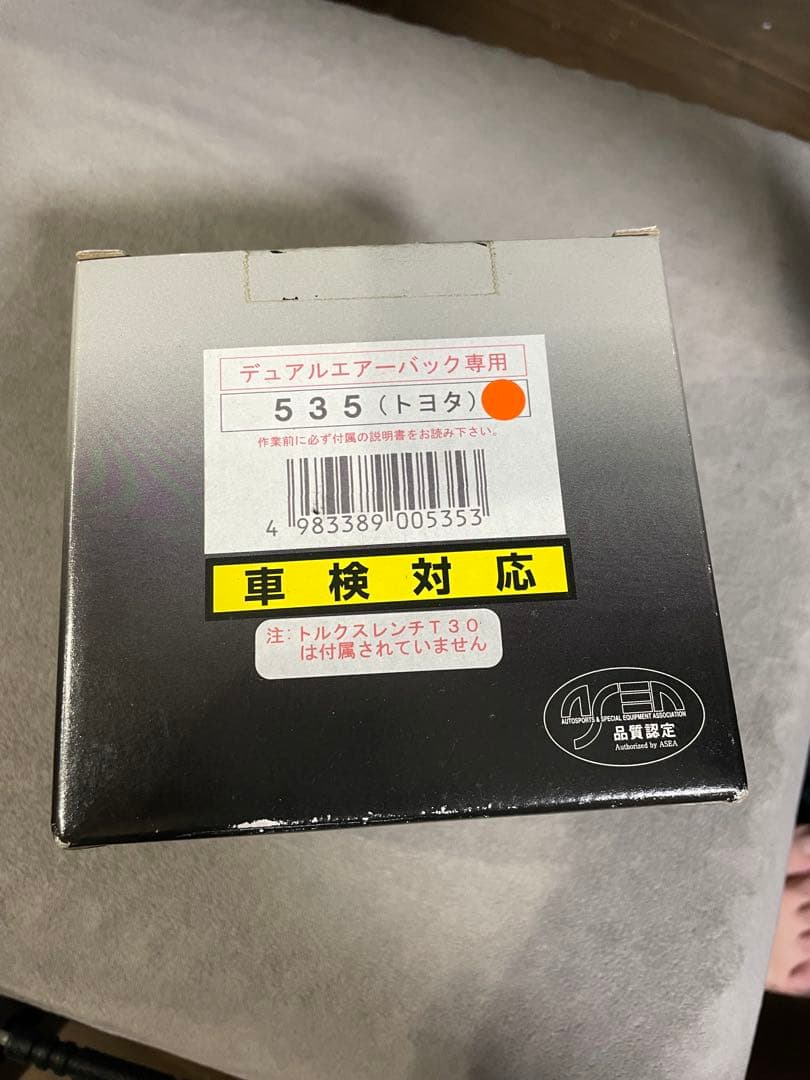 デュアルエアーバック専用
535(トヨタ)
作業前に必ず付属の説明書をお読み下さい。
4 983389 005353
車検対応
注:トルクスレンチT30
は付属されていません
ASEA
AUTOSPORTS & SPECIAL EQUIPMENT ASSOCIATION
品質認定
Authorized by ASEA